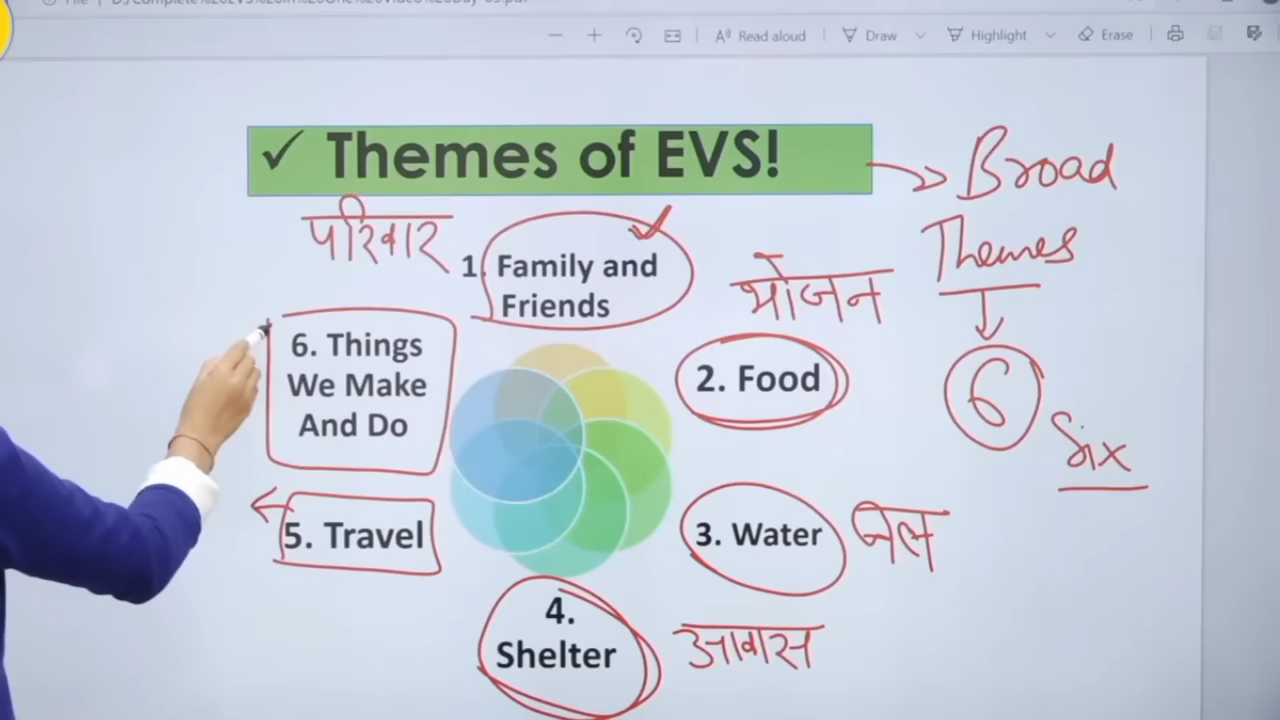 Read aloud
Draw
Highlight
Erase
✓ Themes of EVS!
Broad
Themes
6
Six
परिवार
1. Family and
Friends
भोजन
2. Food
3. Water
जल
4.
Shelter
आवास
5. Travel
6. Things
We Make
And Do